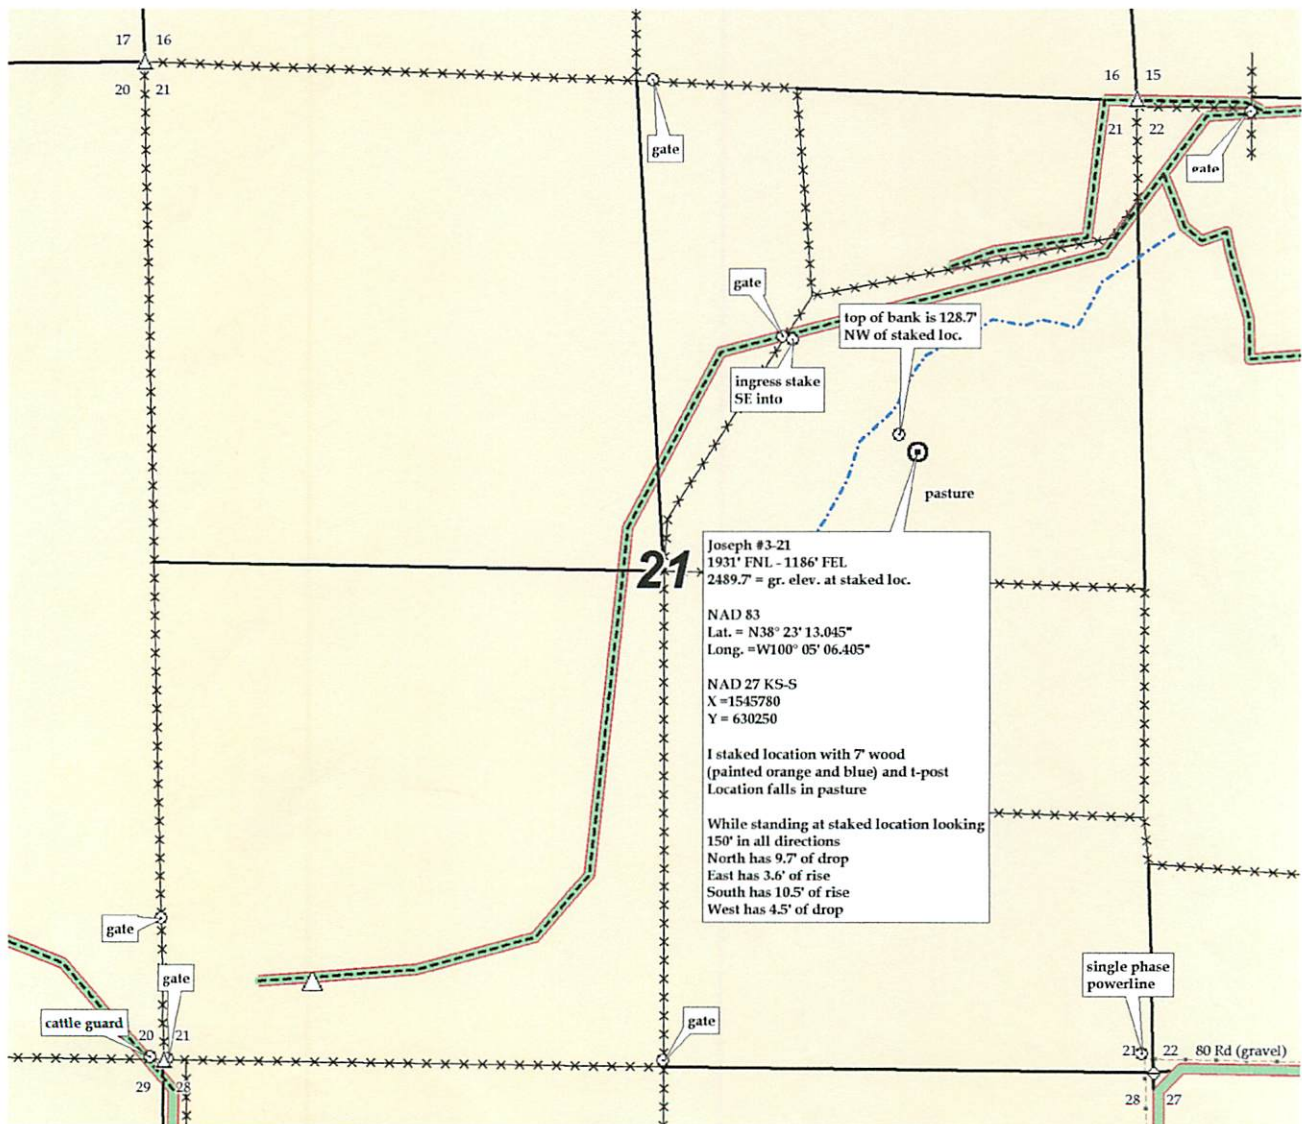 17 16
20 21
gate
16 15
21 22
gate
gate
top of bank is 128.7'
NW of staked loc.
ingress stake
SE into
pasture
21
Joseph #3-21
1931' FNL - 1186' FEL
2489.7' = gr. elev. at staked loc.
NAD 83
Lat. = N38° 23' 13.045"
Long. =W100° 05' 06.405"
NAD 27 KS-S
X =1545780
Y = 630250
I staked location with 7' wood
(painted orange and blue) and t-post
Location falls in pasture
While standing at staked location looking
150' in all directions
North has 9.7' of drop
East has 3.6' of rise
South has 10.5' of rise
West has 4.5' of drop
gate
gate
cattle guard
20 21
29 28
gate
single phase
powerline
21 22
80 Rd (gravel)
28 27